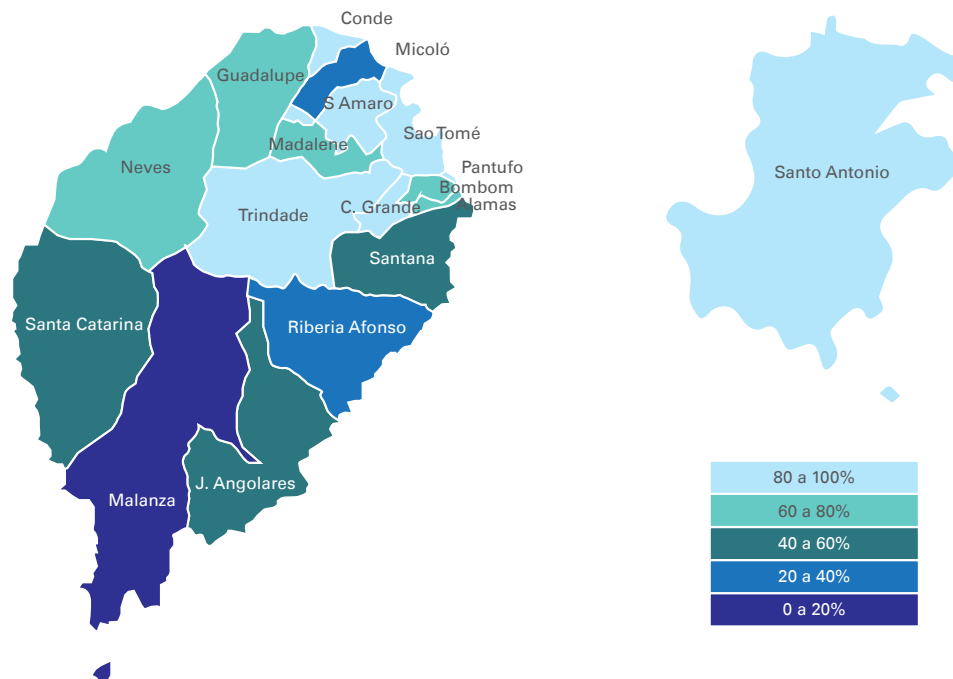 Conde
Micoló
Guadalupe
S Amaro
Sao Tomé
Madalene
Neves
Pantufo
Bombom
Santo Antonio
Trindade
C. Grande
Santana
Santa Catarina
Riberia Afonso
J. Angolares
Malanza
80 a 100%
60 a 80%
40 a 60%
20 a 40%
0 a 20%